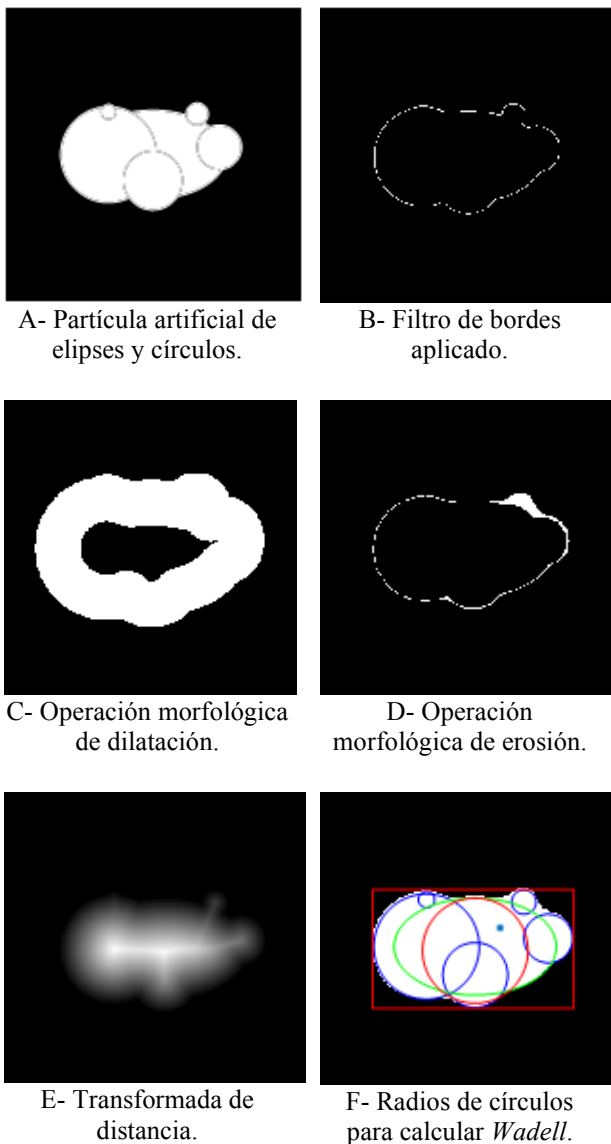 A- Partícula artificial de
elipses y círculos.
B- Filtro de bordes
aplicado.
C- Operación morfológica
de dilatación.
D- Operación
morfológica de erosión.
E- Transformada de
distancia.
F- Radios de círculos
para calcular Wadell.